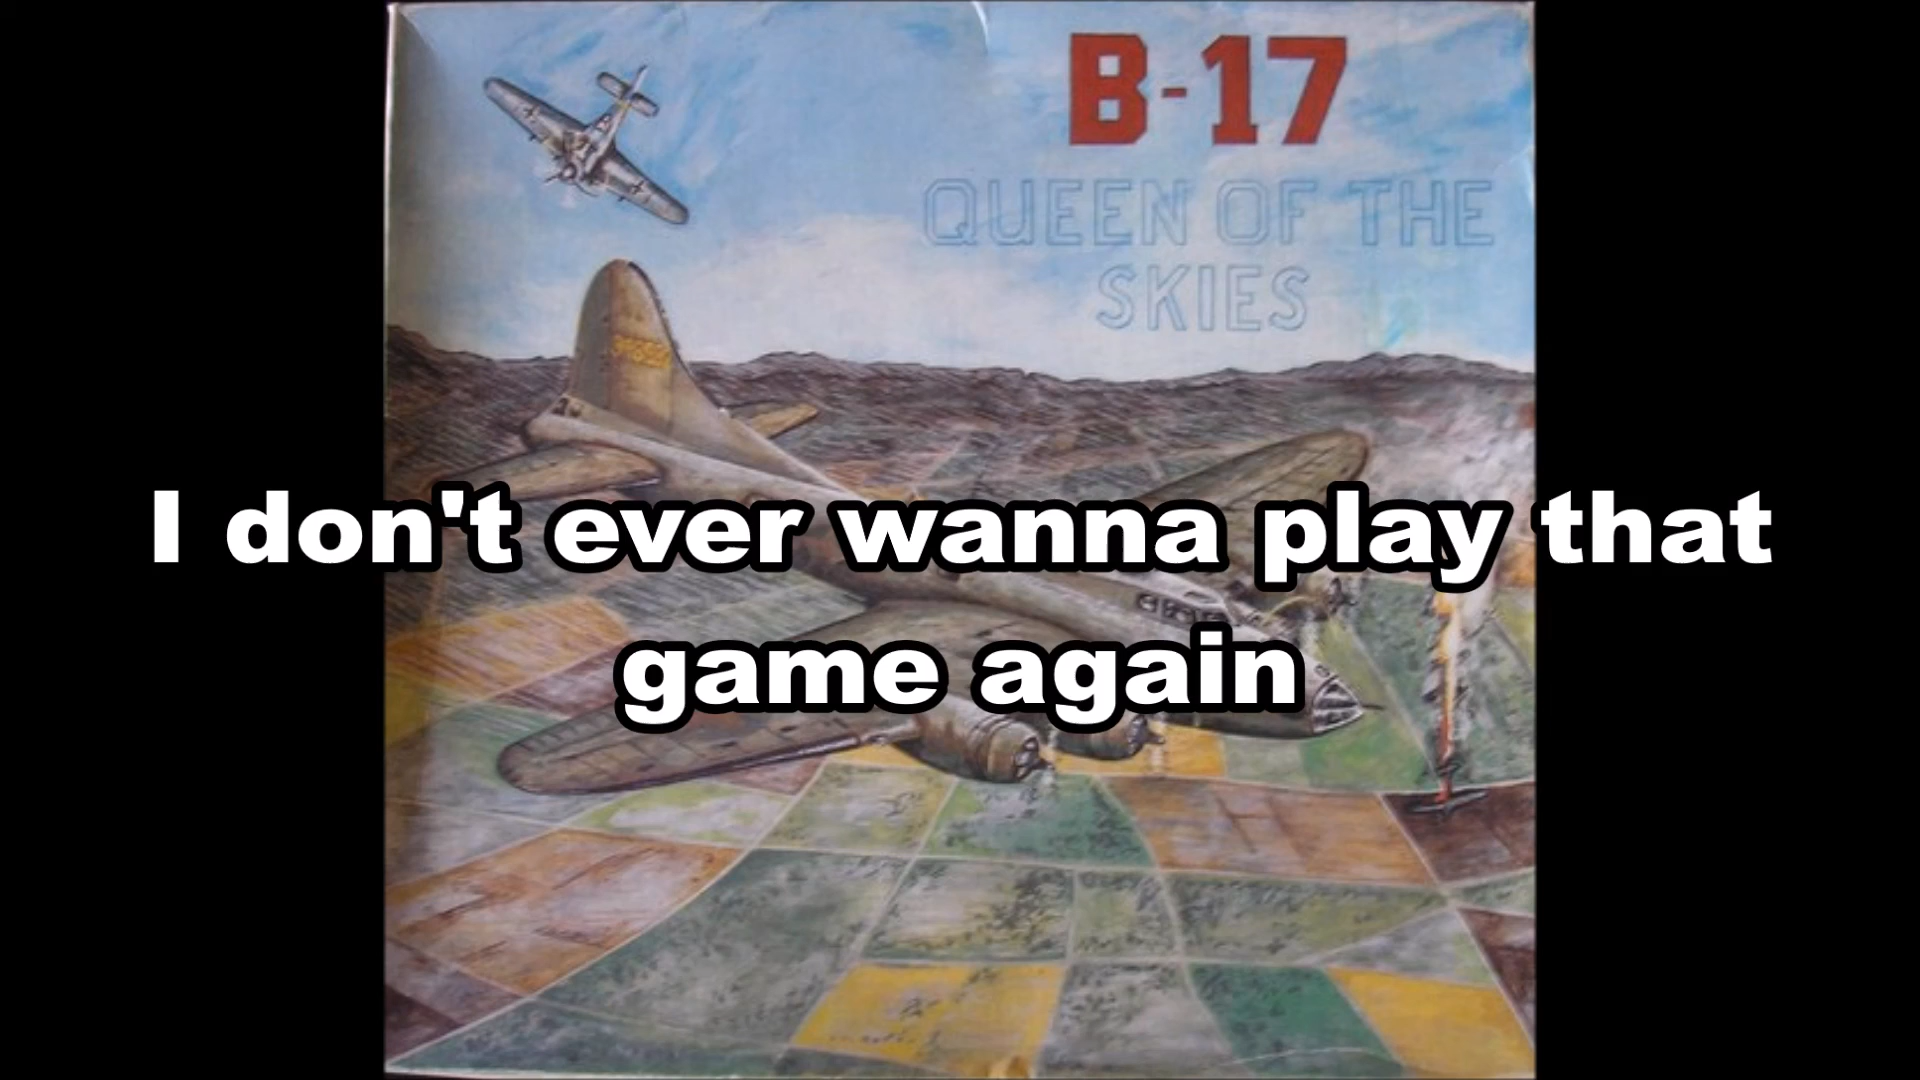 B-17
QUEEN OF THE
SKIES
I don't ever wanna play that
game again